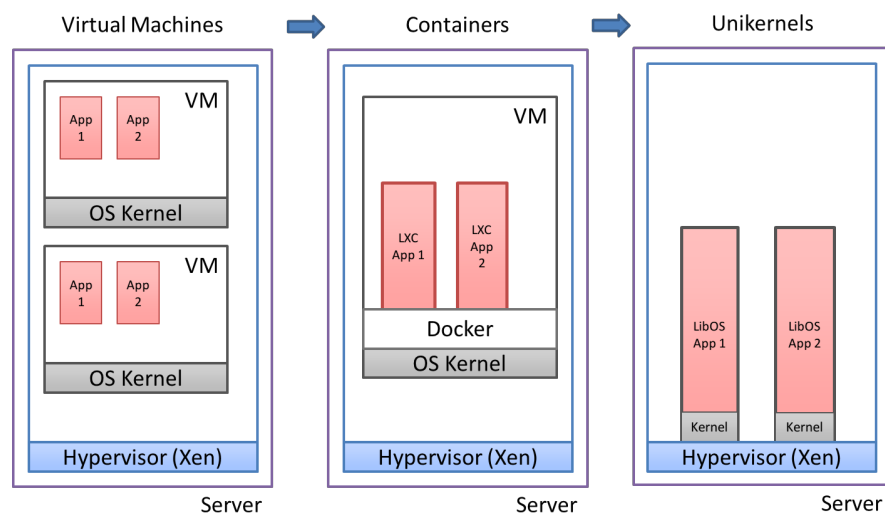 Virtual Machines
Containers
Unikernels
VM
App
1
App
2
OS Kernel
VM
App
1
App
2
OS Kernel
Hypervisor (Xen)
Server
VM
LXC
App 1
LXC
App
2
Docker
OS Kernel
Hypervisor (Xen)
Server
LibOS
App 1
LibOS
App 2
Kernel
Kernel
Hypervisor (Xen)
Server